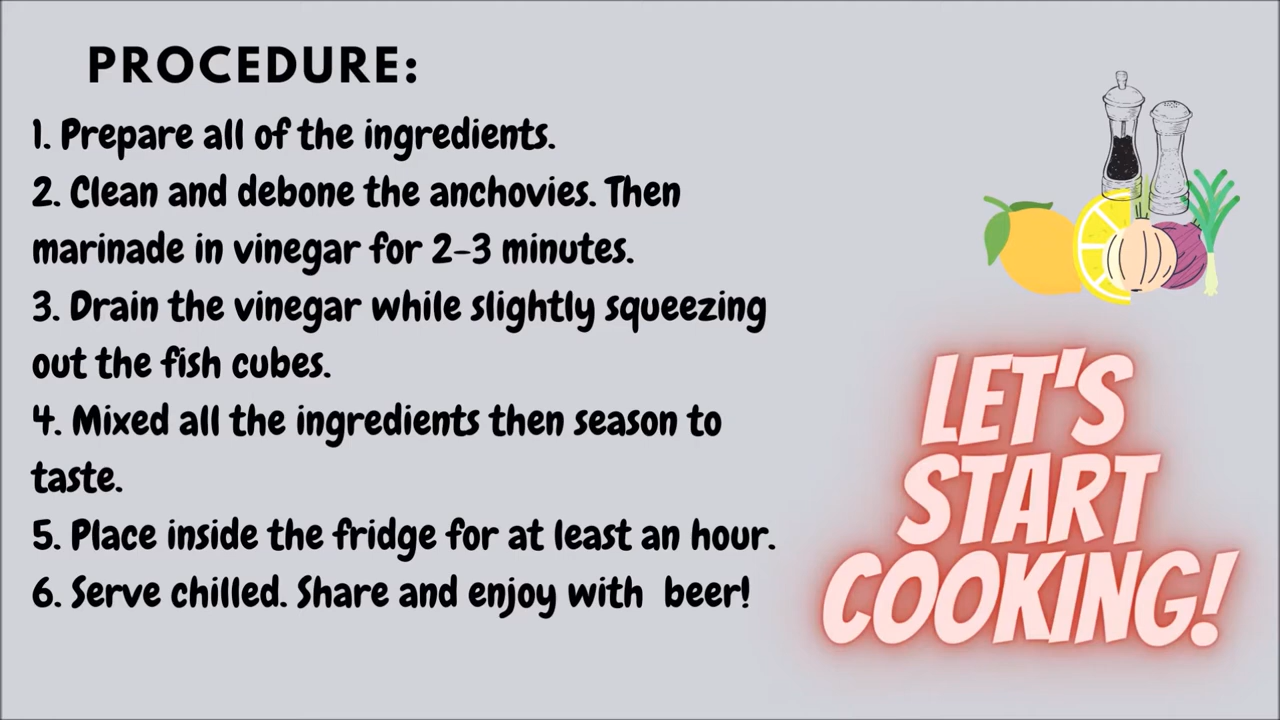 PROCEDURE:
1. Prepare all of the ingredients.
2. Clean and debone the anchovies. Then
marinade in vinegar for 2-3 minutes.
3. Drain the vinegar while slightly squeezing
out the fish cubes.
4. Mixed all the ingredients then season to
taste.
5. Place inside the fridge for at least an hour.
6. Serve chilled. Share and enjoy with  beer!
LET'S
START
COOKING!